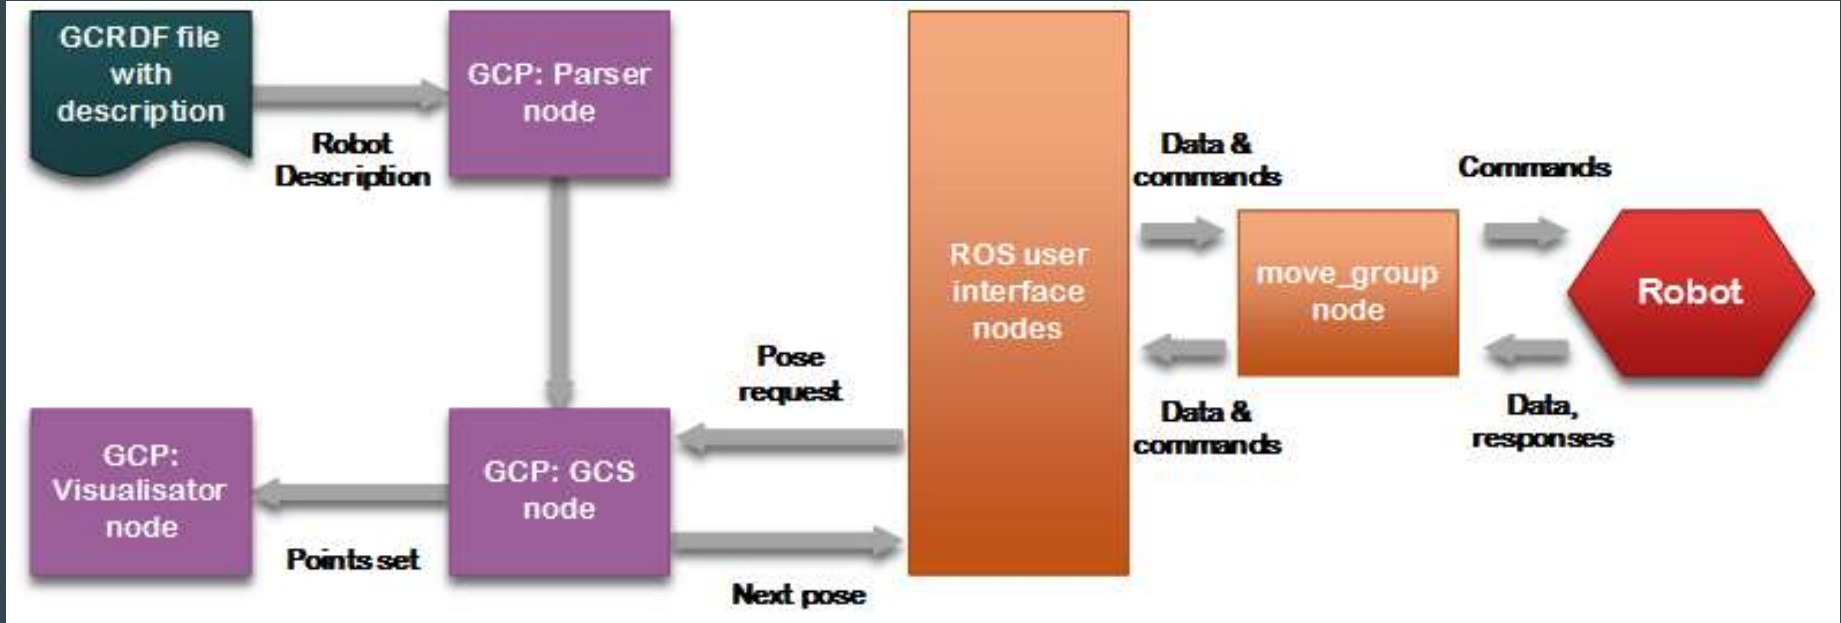 GCRDF file
with
description
Robot
Description
GCP: Parser
node
GCP:
Visualisator
node
Points set
GCP: GCS
node
Pose
request
Next pose
ROS user
interface
nodes
Data &
commands
Data &
commands
move_group
node
Commands
Data,
responses
Robot